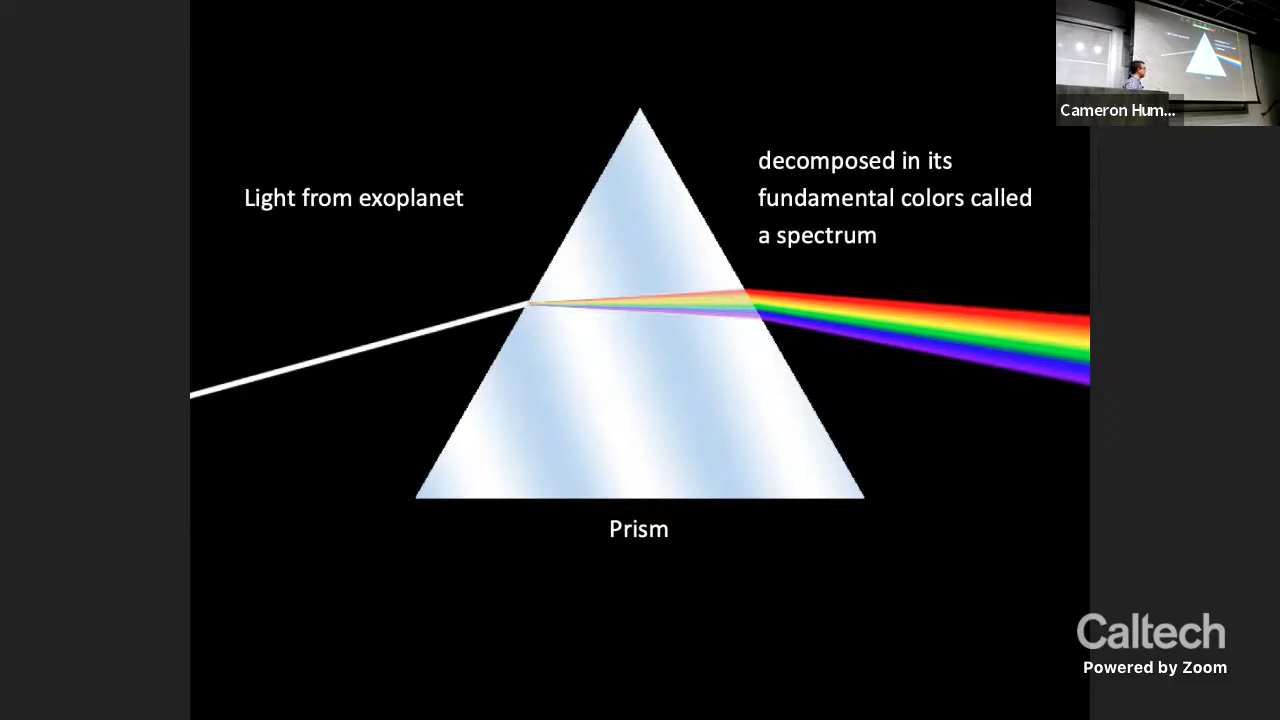 Cameron Hum...
Light from exoplanet
decomposed in its
fundamental colors called
a spectrum
Prism
Caltech
Powered by Zoom